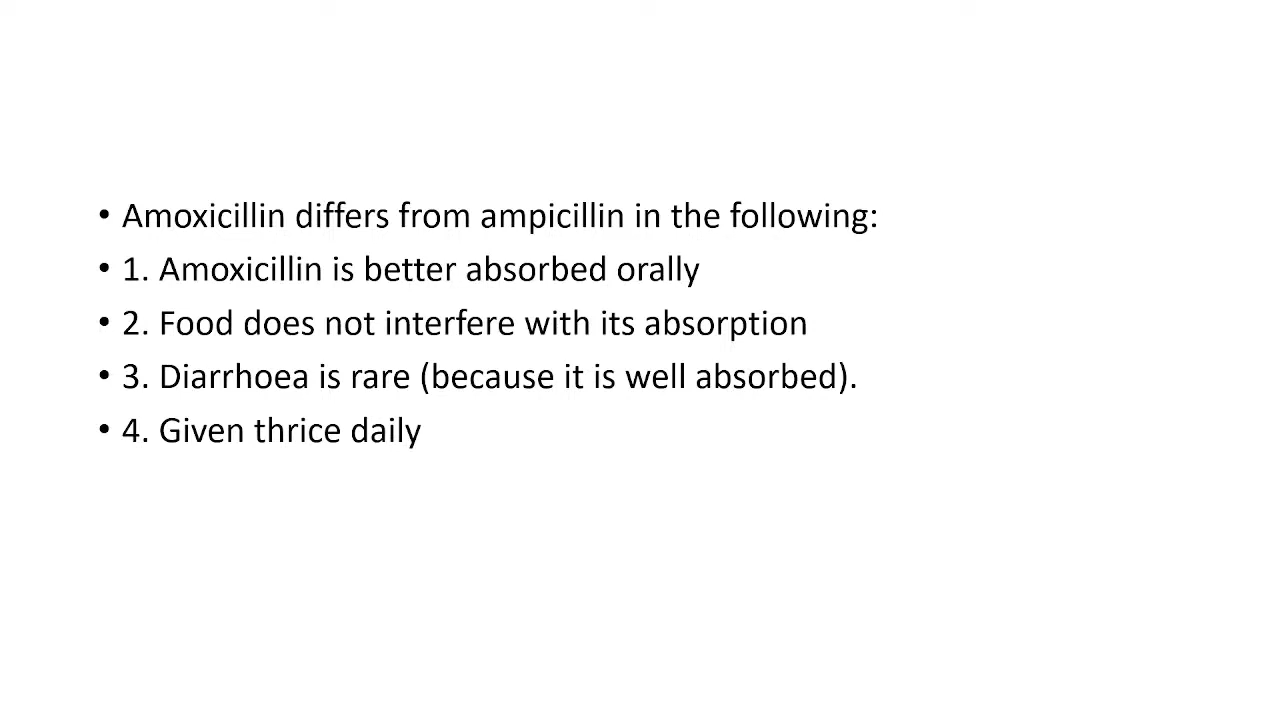 • Amoxicillin differs from ampicillin in the following:
• 1. Amoxicillin is better absorbed orally
• 2. Food does not interfere with its absorption
• 3. Diarrhoea is rare (because it is well absorbed).
• 4. Given thrice daily